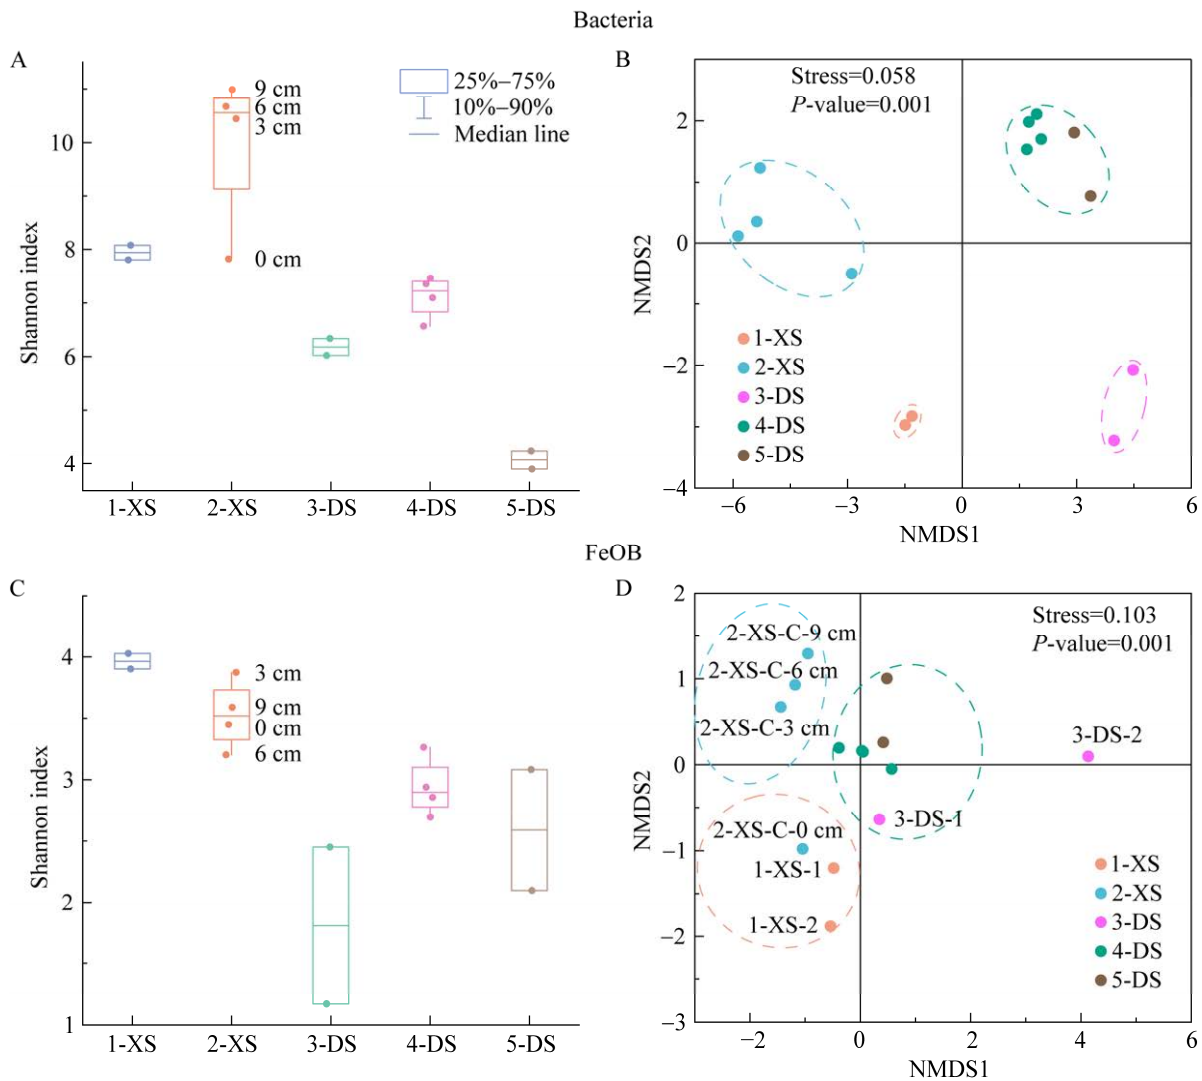 Bacteria
A
25%–75%
10%–90%
Median line
9 cm
6 cm
3 cm
0 cm
10
8
6
4
Shannon index
1-XS
2-XS
3-DS
4-DS
5-DS
B
Stress=0.058
P-value=0.001
2
0
−2
−4
NMDS2
1-XS
2-XS
3-DS
4-DS
5-DS
−6
−3
0
3
6
NMDS1
FeOB
C
4
3
2
1
Shannon index
3 cm
9 cm
0 cm
6 cm
1-XS
2-XS
3-DS
4-DS
5-DS
D
Stress=0.103
P-value=0.001
2
1
0
−1
−2
−3
NMDS2
2-XS-C-9 cm
2-XS-C-6 cm
2-XS-C-3 cm
3-DS-2
3-DS-1
2-XS-C-0 cm
1-XS-1
1-XS-2
1-XS
2-XS
3-DS
4-DS
5-DS
−2
0
2
4
6
NMDS1